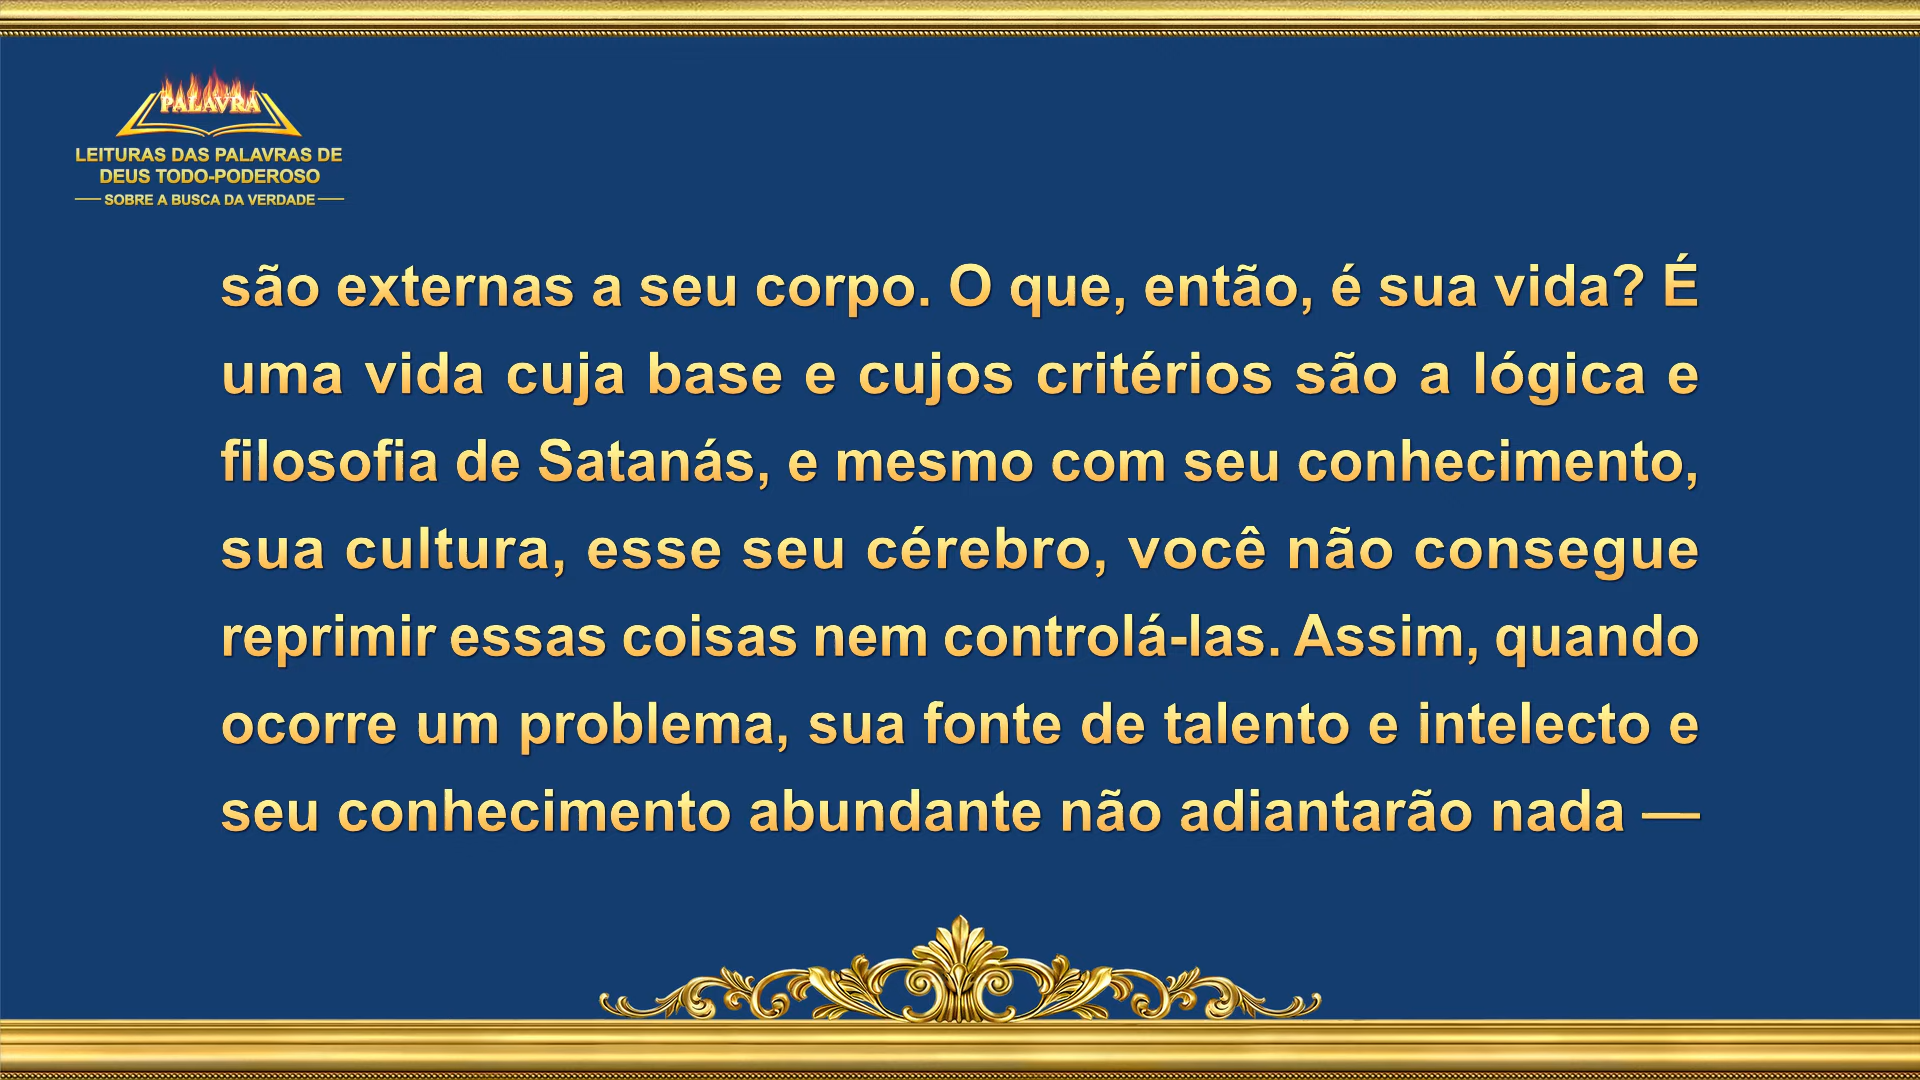 PALAVRA
LEITURAS DAS PALAVRAS DE
DEUS TODO-PODEROSO
SOBRE A BUSCA DA VERDADE
são externas a seu corpo. O que, então, é sua vida? É
uma vida cuja base e cujos critérios são a lógica e
filosofia de Satanás, e mesmo com seu conhecimento,
sua cultura, esse seu cérebro, você não consegue
reprimir essas coisas nem controlá-las. Assim, quando
ocorre um problema, sua fonte de talento e intelecto e
seu conhecimento abundante não adiantarão nada —